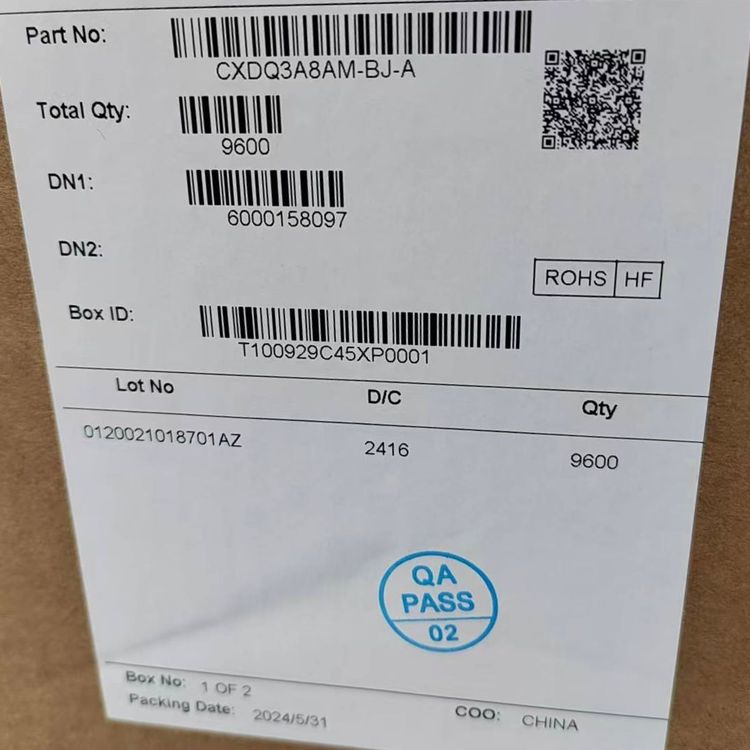 Part No:
CXDQ3A8AM-BJ-A
Total Qty:
9600
DN1:
6000158097
DN2:
ROHS HF
Box ID:
T100929C45XP0001
Lot No D/C Qty
0120021018701AZ 2416 9600
QA
PASS
02
Box No: 1 OF 2
Packing Date: 2024/5/31 COO: CHINA